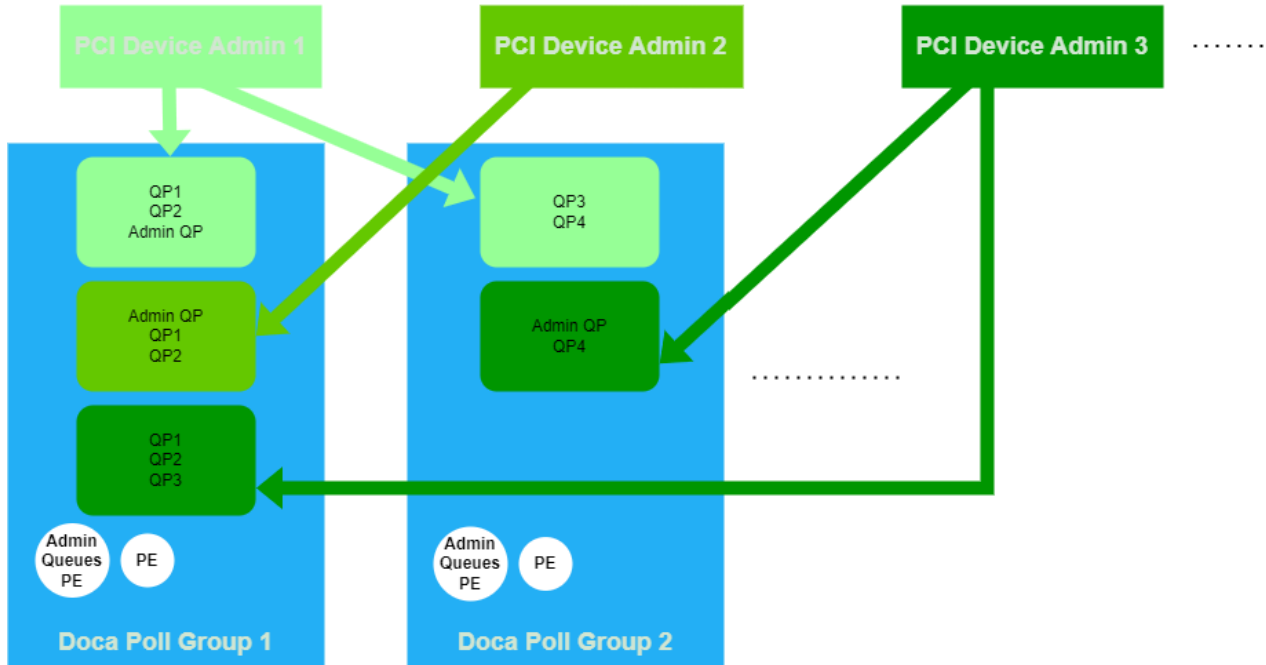 PCI Device Admin 1
PCI Device Admin 2
PCI Device Admin 3
.......
QP1
QP2
Admin QP
QP3
QP4
Admin QP
QP1
QP2
Admin QP
QP4
..............
QP1
QP2
QP3
Admin
Queues
PE
PE
Admin
Queues
PE
PE
Doca Poll Group 1
Doca Poll Group 2